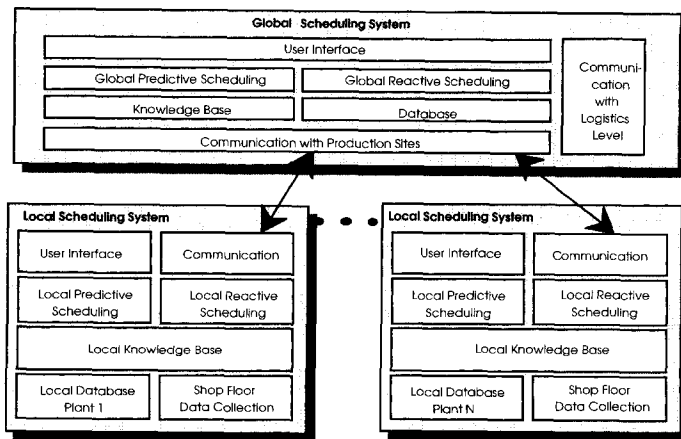 Global Scheduling System
User Interface
Global Predictive Scheduling
Global Reactive Scheduling
Knowledge Base
Database
Communication with Production Sites
Communi-
cation
with
Logistics
Level
Local Scheduling System
User Interface
Communication
Local Predictive
Scheduling
Local Reactive
Scheduling
Local Knowledge Base
Local Database
Plant 1
Shop Floor
Data Collection
Local Scheduling System
User Interface
Communication
Local Predictive
Scheduling
Local Reactive
Scheduling
Local Knowledge Base
Local Database
Plant N
Shop Floor
Data Collection